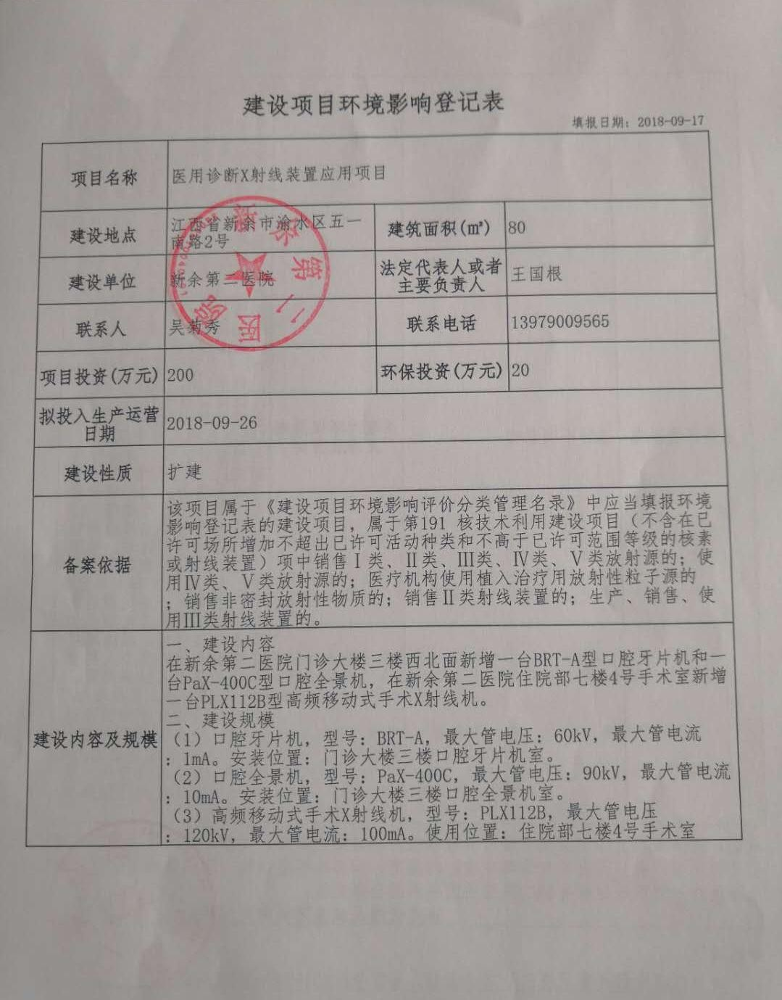 建设项目环境影响登记表
填报日期：2018-09-17
项目名称
医用诊断X射线装置应用项目
建设地点
江西省新余市渝水区五一
南路2号
建筑面积(m²)
80
建设单位
新余第二医院
法定代表人或者
主要负责人
王国根
联系人
吴菊秀
联系电话
13979009565
项目投资(万元)
200
环保投资(万元)
20
拟投入生产运营
日期
2018-09-26
建设性质
扩建
备案依据
该项目属于《建设项目环境影响评价分类管理名录》中应当填报环境
影响登记表的建设项目，属于第191 核技术利用建设项目（不含在已
许可场所增加不超出已许可活动种类和不高于已许可范围等级的核素
或射线装置）项中销售Ⅰ类、Ⅱ类、Ⅲ类、Ⅳ类、Ⅴ类放射源的；使
用Ⅳ类、Ⅴ类放射源的；医疗机构使用植入治疗用放射性粒子源的
；销售非密封放射性物质的；销售Ⅱ类射线装置的；生产、销售、使
用Ⅲ类射线装置的。
建设内容及规模
一、建设内容
在新余第二医院门诊大楼三楼西北面新增一台BRT-A型口腔牙片机和一
台PaX-400C型口腔全景机，在新余第二医院住院部七楼4号手术室新增
一台PLX112B型高频移动式手术X射线机。
二、建设规模
（1）口腔牙片机，型号：BRT-A，最大管电压：60kV，最大管电流
：1mA。安装位置：门诊大楼三楼口腔牙片机室。
（2）口腔全景机，型号：PaX-400C，最大管电压：90kV，最大管电流
：10mA。安装位置：门诊大楼三楼口腔全景机室。
（3）高频移动式手术X射线机，型号：PLX112B，最大管电压
：120kV，最大管电流：100mA。使用位置：住院部七楼4号手术室
新余第二医院